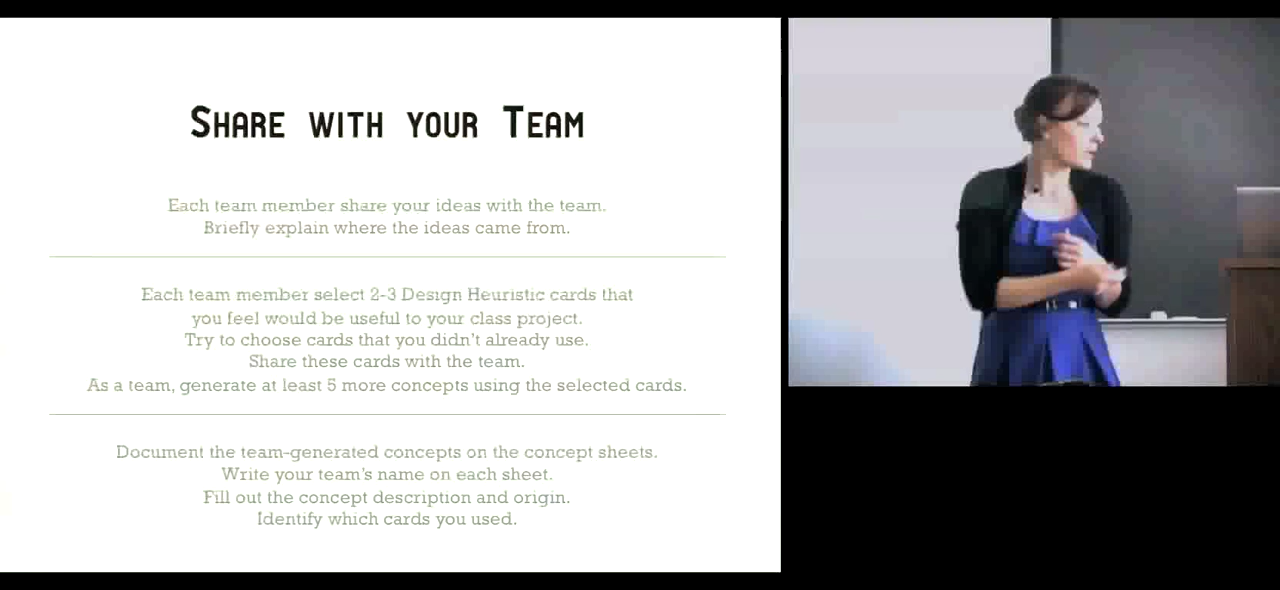 Share with your Team
Each team member share your ideas with the team.
Briefly explain where the ideas came from.
Each team member select 2-3 Design Heuristic cards that
you feel would be useful to your class project.
Try to choose cards that you didn't already use.
Share these cards with the team.
As a team, generate at least 5 more concepts using the selected cards.
Document the team-generated concepts on the concept sheets.
Write your team's name on each sheet.
Fill out the concept description and origin.
Identify which cards you used.